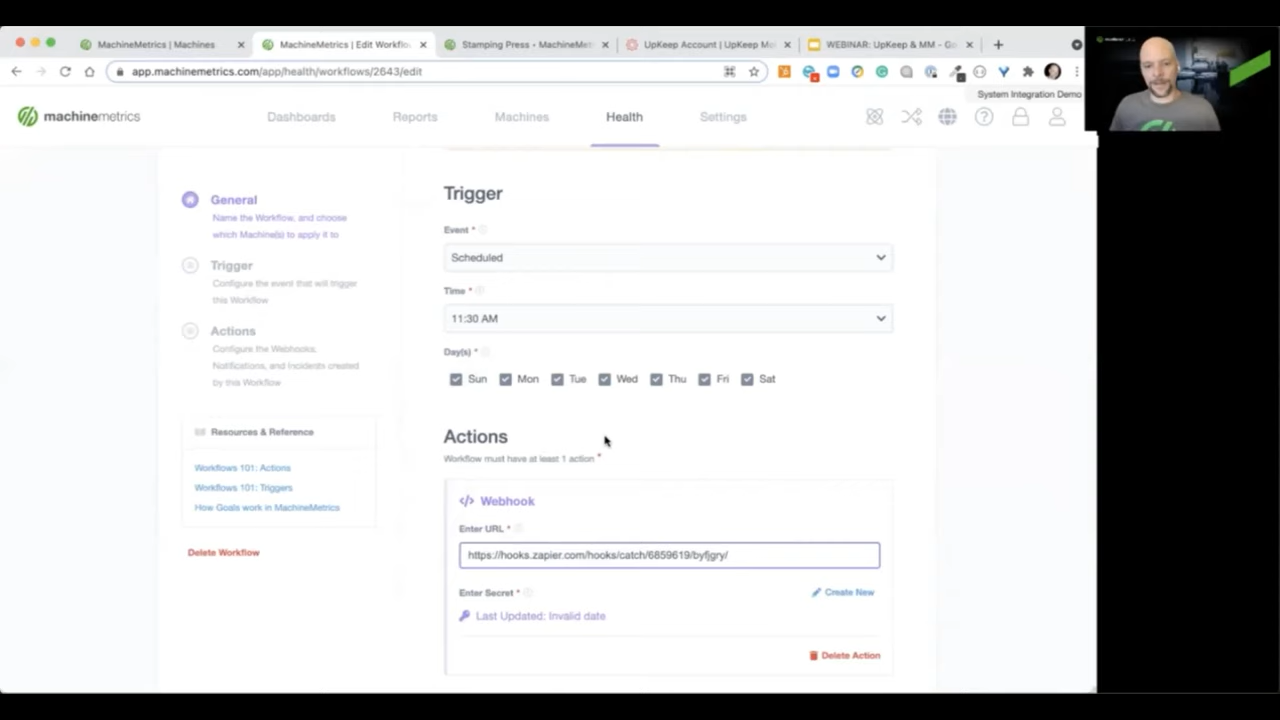 MachineMetrics | Machines
MachineMetrics | Edit Workflo
Stamping Press - MachineMet
UpKeep Account | UpKeep Ma
WEBINAR: UpKeep & MM - Go
app.machinemetrics.com/app/health/workflows/2643/edit
System Integration Demo
machinemetrics
Dashboards
Reports
Machines
Health
Settings
General
Name the Workflow, and choose
which Machine(s) to apply it to
Trigger
Configure the event that will trigger
this Workflow
Actions
Configure the Webhooks,
Notifications, and Incidents created
by this Workflow
Resources & Reference
Workflows 101: Actions
Workflows 101: Triggers
How Goals work in MachineMetrics
Delete Workflow
Trigger
Event *
Scheduled
Time *
11:30 AM
Day(s) *
Sun Mon Tue Wed Thu Fri Sat
Actions
Workflow must have at least 1 action *
</> Webhook
Enter URL *
https://hooks.zapier.com/hooks/catch/6859619/byfjgry/
Enter Secret *
Create New
Last Updated: Invalid date
Delete Action